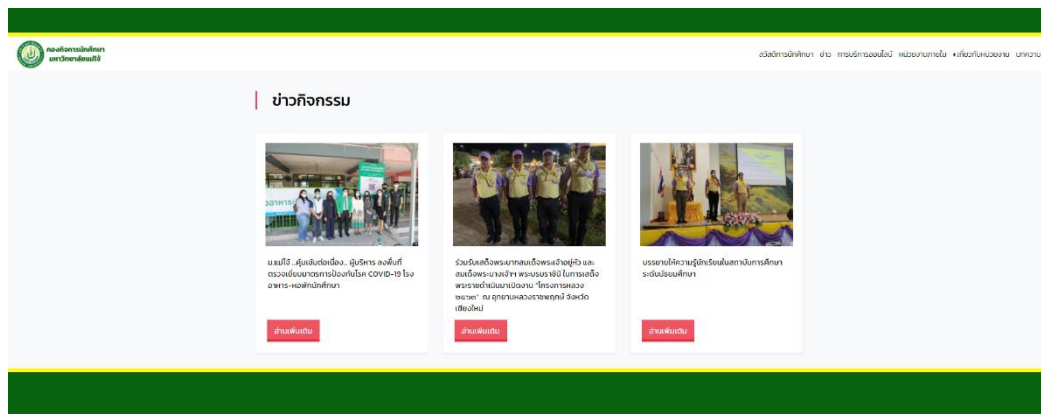 กองกิจการนักศึกษา
มหาวิทยาลัยแม่โจ้
สวัสดิการนักศึกษา ข่าว การบริการออนไลน์ หน่วยงานภายใน เกี่ยวกับหน่วยงาน บทความ
ข่าวกิจกรรม
ม.แม่โจ้ ..คุมเข้มต่อเนื่อง.. ผู้บริหาร ลงพื้นที่
ตรวจเยี่ยมมาตรการป้องกันโรค COVID-19 โรง
อาหาร-หอพักนักศึกษา
อ่านเพิ่มเติม
ร่วมรับเสด็จพระบาทสมเด็จพระเจ้าอยู่หัว และ
สมเด็จพระนางเจ้าฯ พระบรมราชินี ในการเสด็จ
พระราชดำเนินมาเปิดงาน "โครงการหลวง
๒๕๖๓" ณ อุทยานหลวงราชพฤกษ์ จังหวัด
เชียงใหม่
อ่านเพิ่มเติม
บรรยายให้ความรู้นักเรียนในสถาบันการศึกษา
ระดับมัธยมศึกษา
อ่านเพิ่มเติม